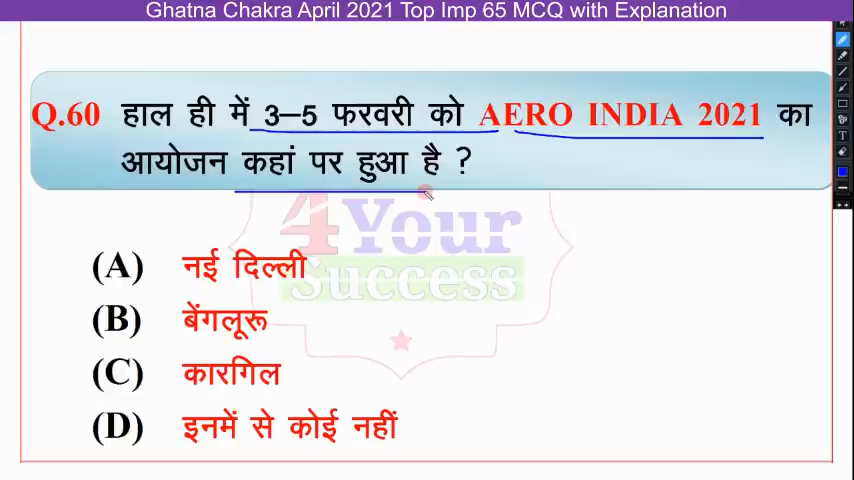 Ghatna Chakra April 2021 Top Imp 65 MCQ with Explanation
Q.60 हाल ही में 3–5 फरवरी को AERO INDIA 2021 का
आयोजन कहां पर हुआ है ?
4Your
Success
(A) नई दिल्ली
(B) बेंगलूरू
(C) कारगिल
(D) इनमें से कोई नहीं